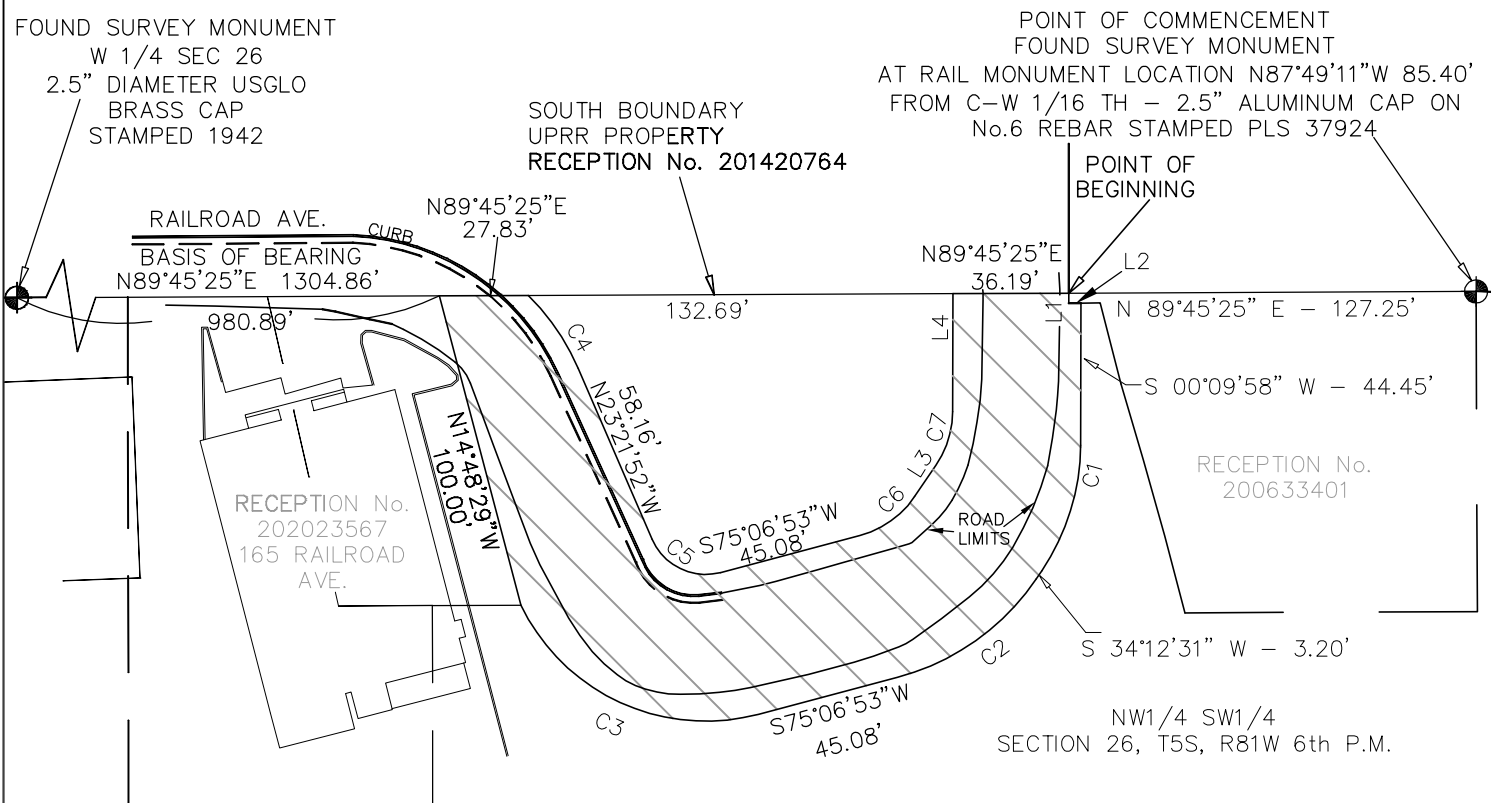 FOUND SURVEY MONUMENT
W 1/4 SEC 26
2.5" DIAMETER USGLO
BRASS CAP
STAMPED 1942
POINT OF COMMENCEMENT
FOUND SURVEY MONUMENT
AT RAIL MONUMENT LOCATION N87°49'11"W 85.40'
FROM C-W 1/16 TH - 2.5" ALUMINUM CAP ON
No.6 REBAR STAMPED PLS 37924
SOUTH BOUNDARY
UPRR PROPERTY
RECEPTION No. 201420764
POINT OF
BEGINNING
RAILROAD AVE.
CURB
N89°45'25"E
27.83'
BASIS OF BEARING
N89°45'25"E 1304.86'
980.89'
132.69'
N89°45'25"E
36.19'
L2
L1
N 89°45'25" E - 127.25'
L4
C4
S 00°09'58" W - 44.45'
58.16'
N23°21'52"W
N14°48'29"W
100.00'
C7
L3
C6
C1
RECEPTION No.
200633401
RECEPTION No.
202023567
165 RAILROAD
AVE.
ROAD
LIMITS
C5
S75°06'53"W
45.08'
S 34°12'31" W - 3.20'
C2
C3
S75°06'53"W
45.08'
NW1/4 SW1/4
SECTION 26, T5S, R81W 6th P.M.